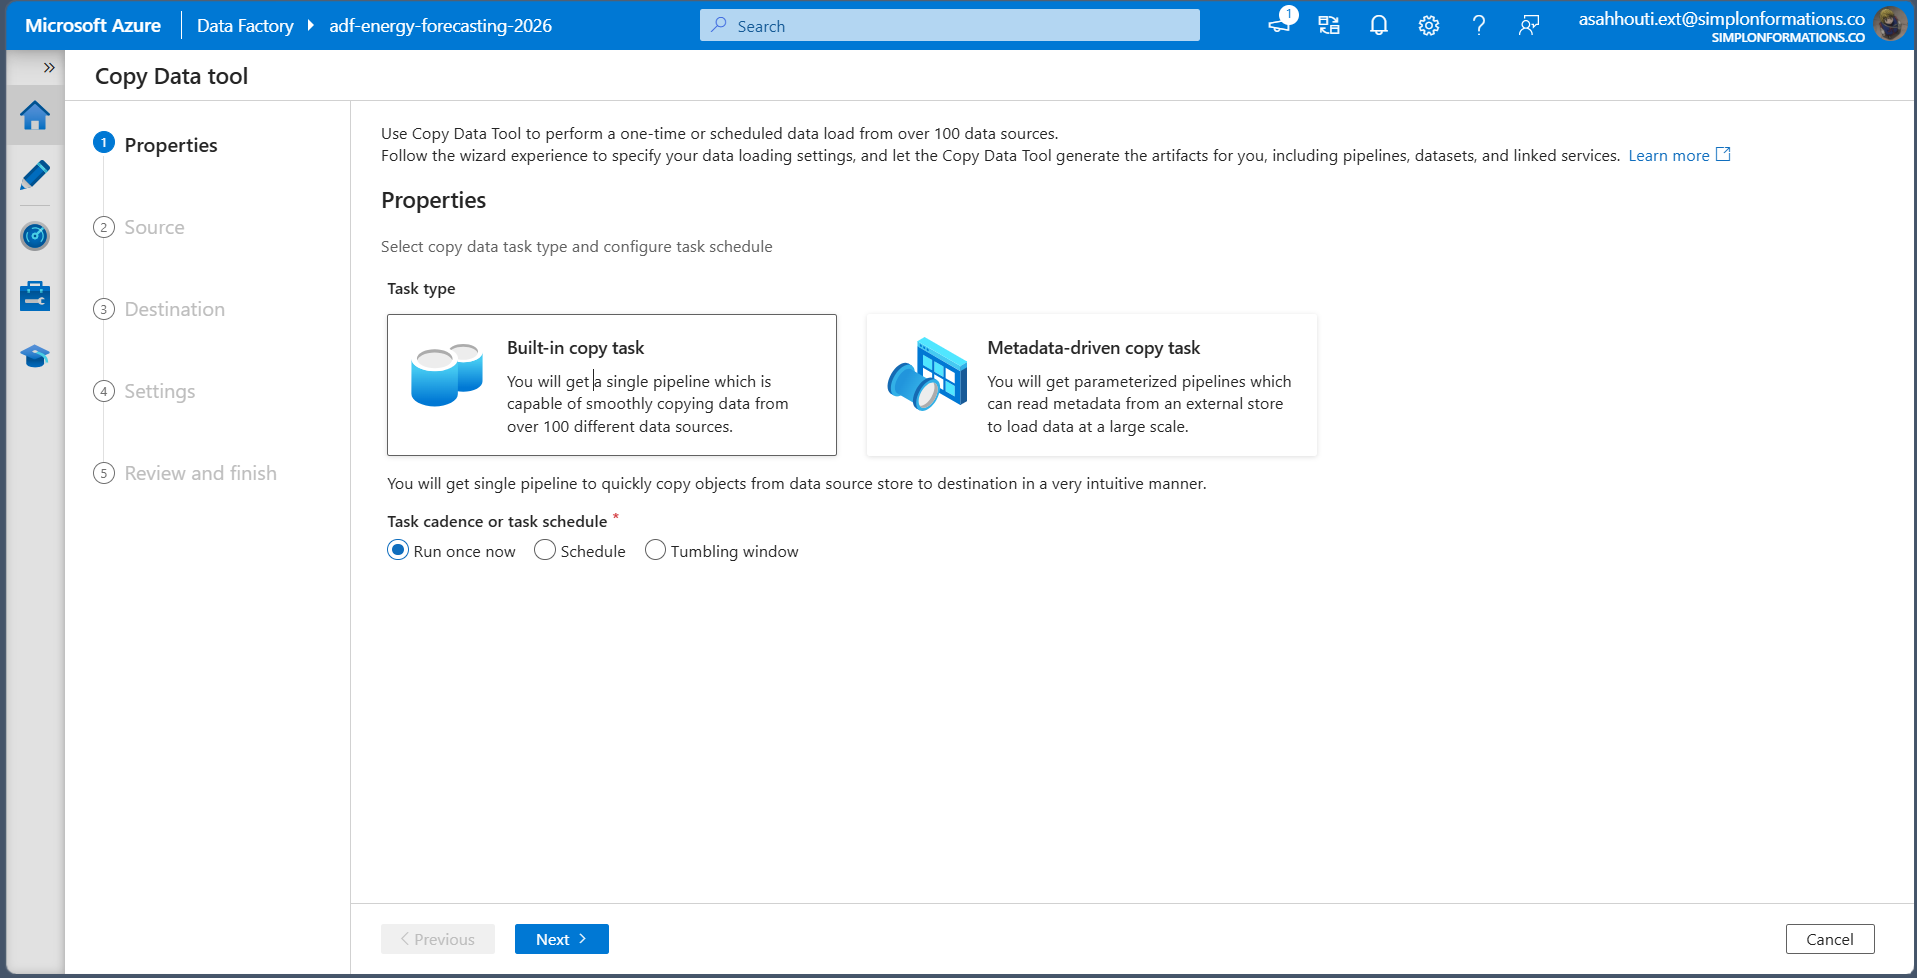 Microsoft Azure
Data Factory
adf-energy-forecasting-2026
Search
1
asahhouti.ext@simplonformations.co
SIMPLONFORMATIONS.CO
Copy Data tool
1 Properties
2 Source
3 Destination
4 Settings
5 Review and finish
Use Copy Data Tool to perform a one-time or scheduled data load from over 100 data sources.
Follow the wizard experience to specify your data loading settings, and let the Copy Data Tool generate the artifacts for you, including pipelines, datasets, and linked services. Learn more
Properties
Select copy data task type and configure task schedule
Task type
Built-in copy task
You will get a single pipeline which is
capable of smoothly copying data from
over 100 different data sources.
Metadata-driven copy task
You will get parameterized pipelines which
can read metadata from an external store
to load data at a large scale.
You will get single pipeline to quickly copy objects from data source store to destination in a very intuitive manner.
Task cadence or task schedule *
Run once now Schedule Tumbling window
Previous
Next
Cancel